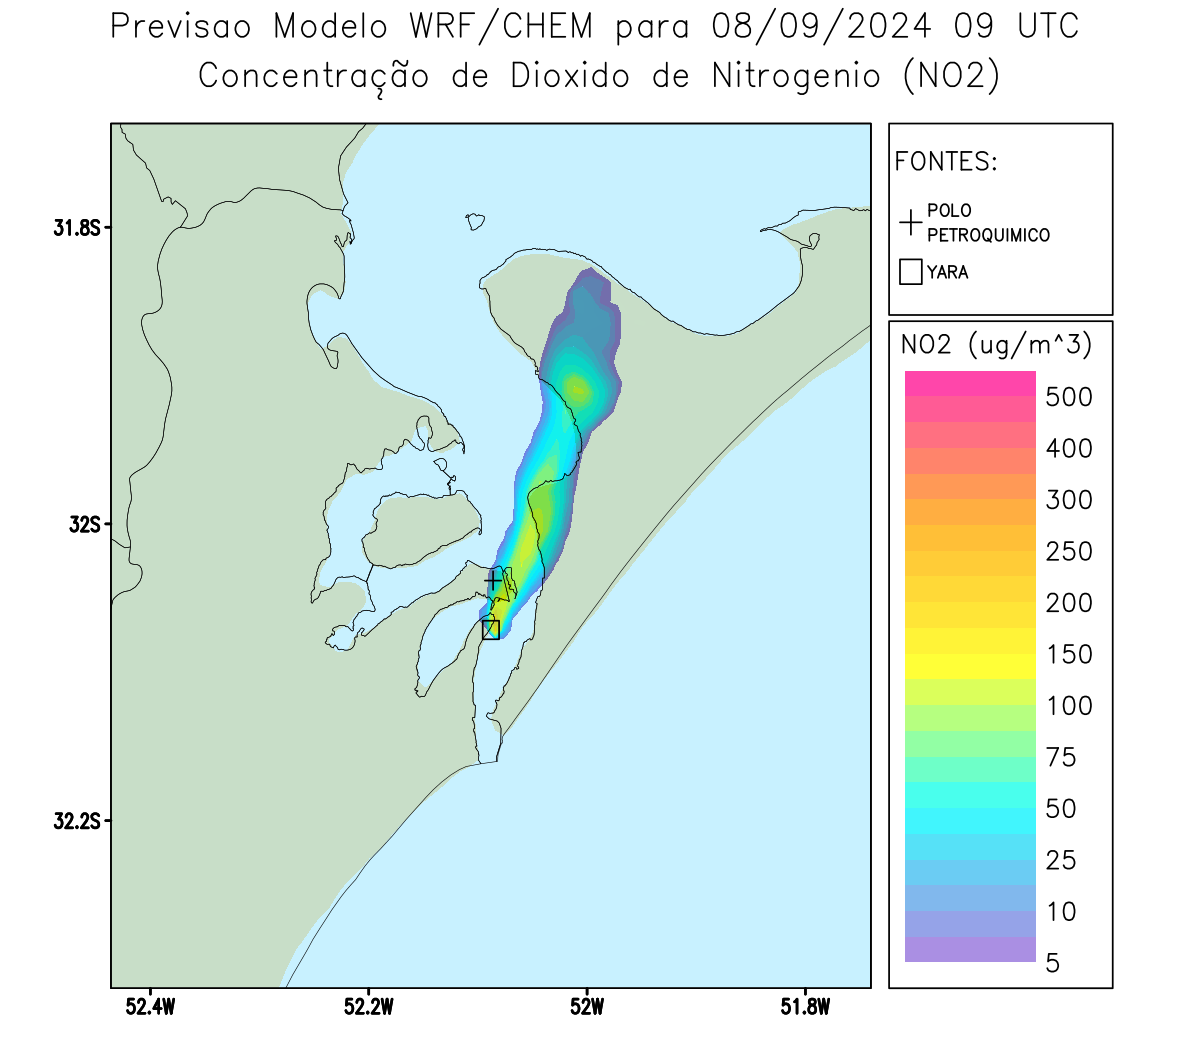 Previsao Modelo WRF/CHEM para 08/09/2024 09 UTC
Concentração de Dioxido de Nitrogenio (NO2)
FONTES:
POLO
PETROQUIMICO
YARA
NO2 (ug/m^3)
500
400
300
250
200
150
100
75
50
25
10
5
31.8S
32S
32.2S
52.4W
52.2W
52W
51.8W